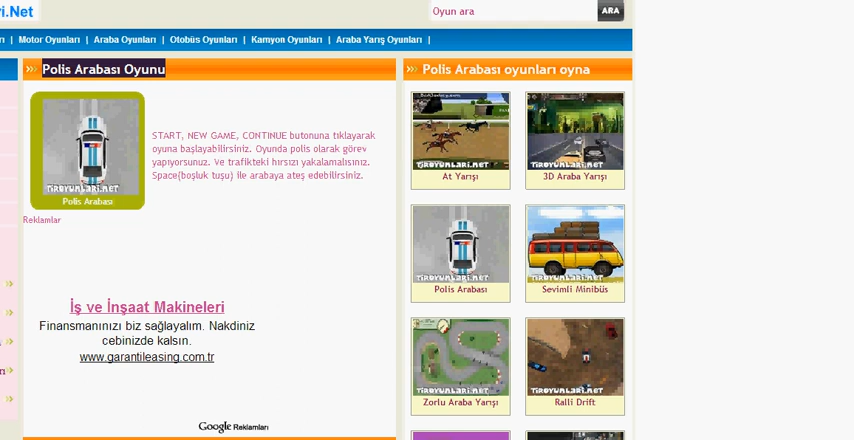 i.Net
Oyun ara
ARA
rı | Motor Oyunları | Araba Oyunları | Otobüs Oyunları | Kamyon Oyunları | Araba Yarış Oyunları |
Polis Arabası Oyunu
TIROYUNLARI.NET
Polis Arabası
START, NEW GAME, CONTINUE butonuna tıklayarak
oyuna başlayabilirsiniz. Oyunda polis olarak görev
yapıyorsunuz. Ve trafikteki hırsızı yakalamalısınız.
Space(boşluk tuşu) ile arabaya ateş edebilirsiniz.
Reklamlar
İş ve İnşaat Makineleri
Finansmanınızı biz sağlayalım. Nakdiniz
cebinizde kalsın.
www.garantileasing.com.tr
Google Reklamları
Polis Arabası oyunları oyna
TIROYUNLARI.NET
TIROYUNLARI.NET
At Yarışı
3D Araba Yarışı
TIROYUNLARI.NET
TIROYUNLARI.NET
Polis Arabası
Sevimli Minibüs
TIROYUNLARI.NET
TIROYUNLARI.NET
Zorlu Araba Yarışı
Ralli Drift